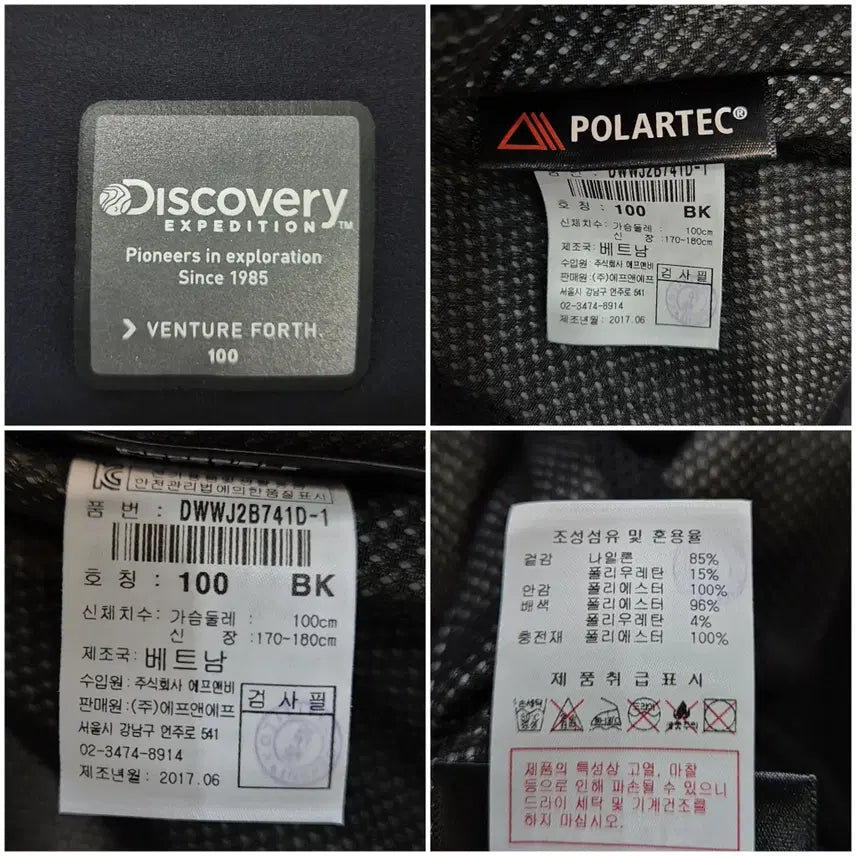 DISCOVERY
EXPEDITION™
Pioneers in exploration
Since 1985
VENTURE FORTH.
100
POLARTEC®
DWWJ2B741D-1
호 칭 : 100 BK
신체치수: 가슴둘레 : 100cm
신 장 :170-180cm
제조국: 베트남
수입원: 주식회사 에프앤비
판매원:(주)에프앤에프
검 사 필
서울시 강남구 언주로 541
02-3474-8914
제조년월: 2017.06
안전관리법에의한품질표시
품 번 : DWWJ2B741D-1
호 칭 : 100 BK
신체치수: 가슴둘레 : 100cm
신 장 :170-180cm
제조국: 베트남
수입원: 주식회사 에프앤비
판매원:(주)에프앤에프
검 사 필
서울시 강남구 언주로 541
02-3474-8914
제조년월: 2017.06
조성섬유 및 혼용율
겉감 나일론 85%
폴리우레탄 15%
안감 폴리에스터 100%
배색 폴리에스터 96%
폴리우레탄 4%
충전재 폴리에스터 100%
제 품 취 급 표 시
손세탁
드라이
제품의 특성상 고열, 마찰
등으로 인해 파손될 수 있으니
드라이 세탁 및 기계건조를
하지 마십시오.